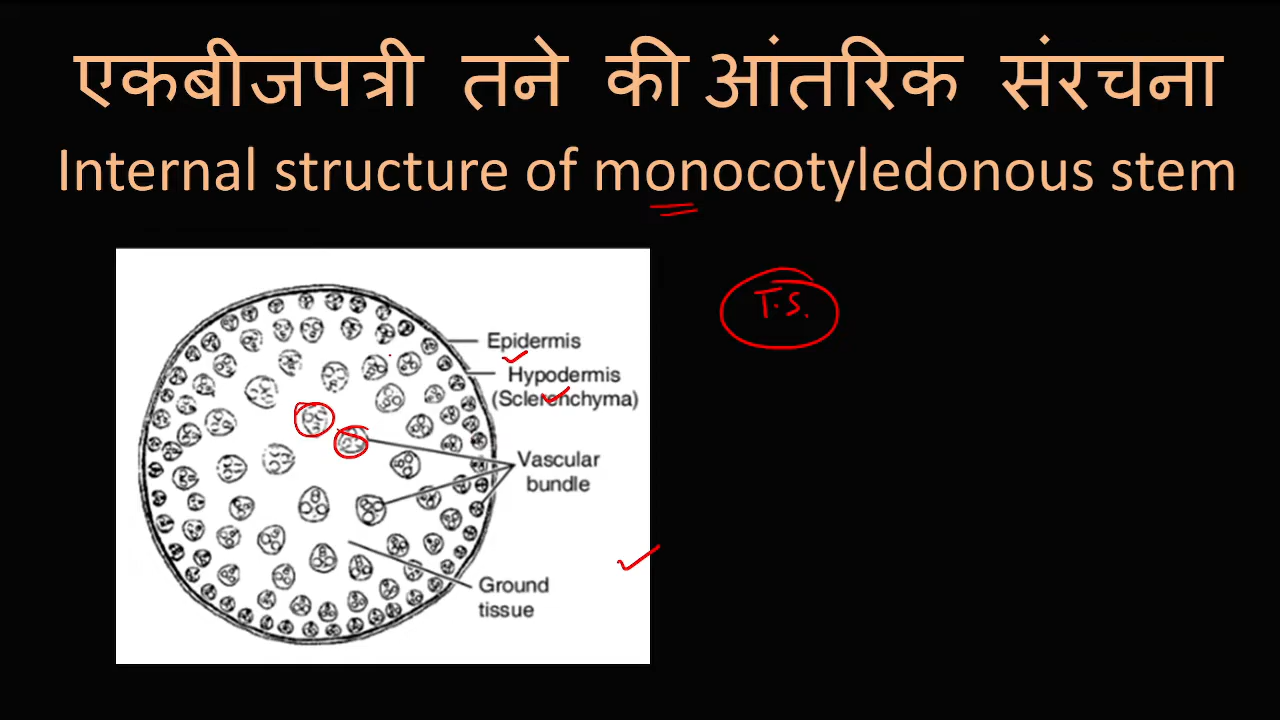 एकबीजपत्री तने की आंतरिक संरचना
Internal structure of monocotyledonous stem
T.S.
Epidermis
Hypodermis
(Sclerenchyma)
Vascular
bundle
Ground
tissue